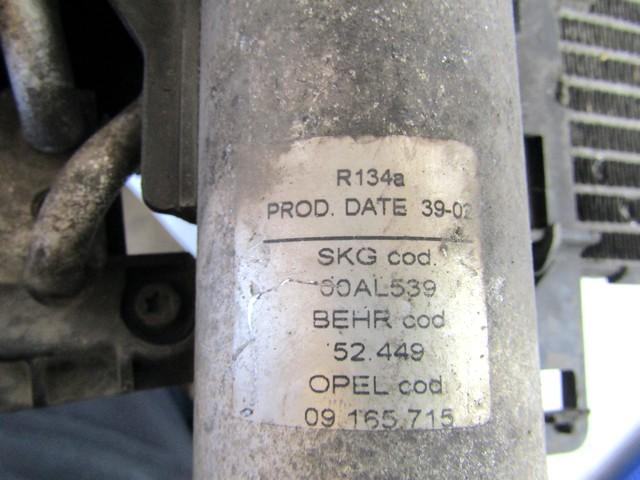 R134a
PROD. DATE 39-02
SKG cod.
60AL539
BEHR cod
52.449
OPEL cod
09 165 715